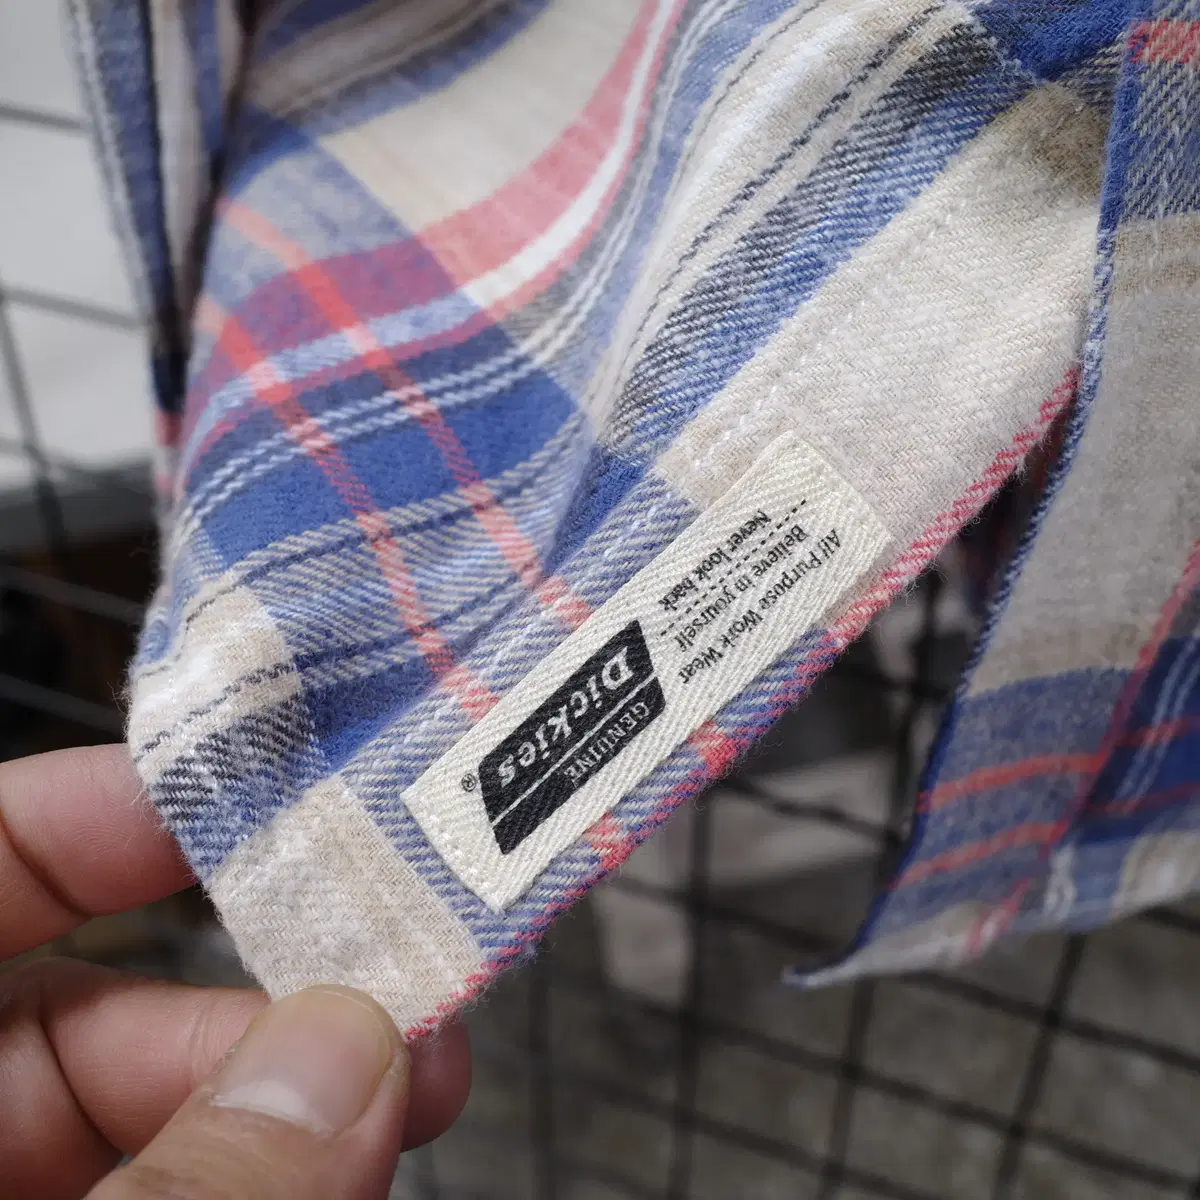 GENUINE
Dickies®
All Purpose Work Wear
Believe in yourself
Never look back